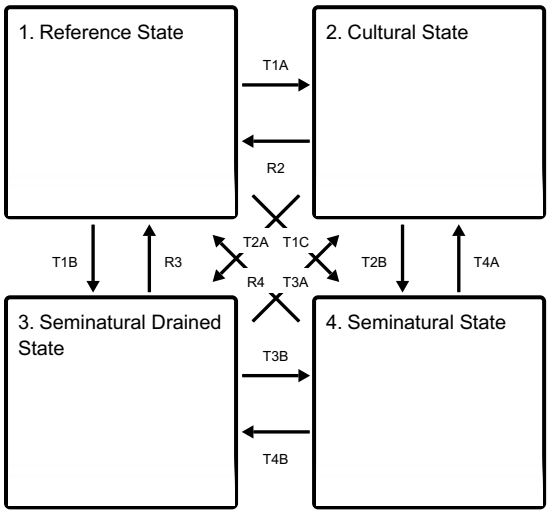 1. Reference State
2. Cultural State
T1A
R2
T2A
T1C
T1B
R3
T2B
T4A
R4
T3A
3. Seminatural Drained
State
4. Seminatural State
T3B
T4B